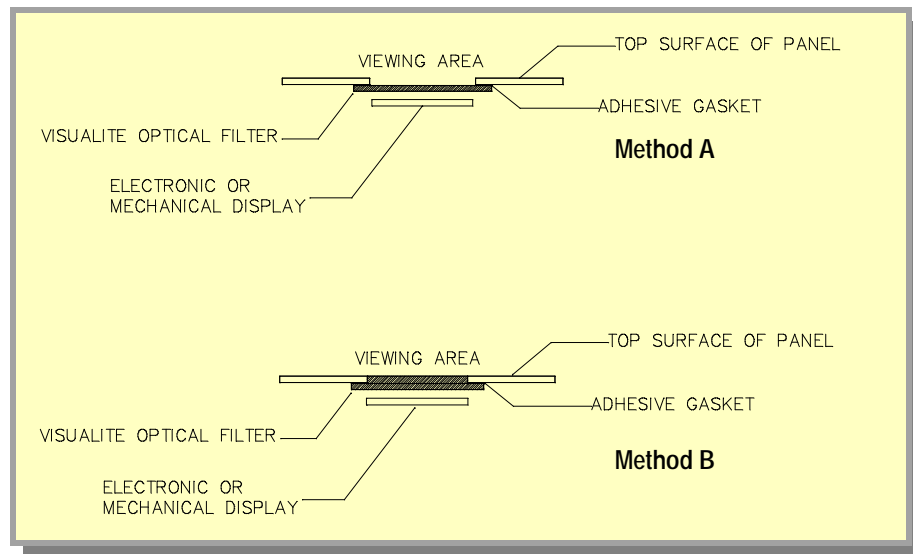 TOP SURFACE OF PANEL
VIEWING AREA
ADHESIVE GASKET
VISUALITE OPTICAL FILTER
Method A
ELECTRONIC OR
MECHANICAL DISPLAY
TOP SURFACE OF PANEL
VIEWING AREA
ADHESIVE GASKET
VISUALITE OPTICAL FILTER
Method B
ELECTRONIC OR
MECHANICAL DISPLAY